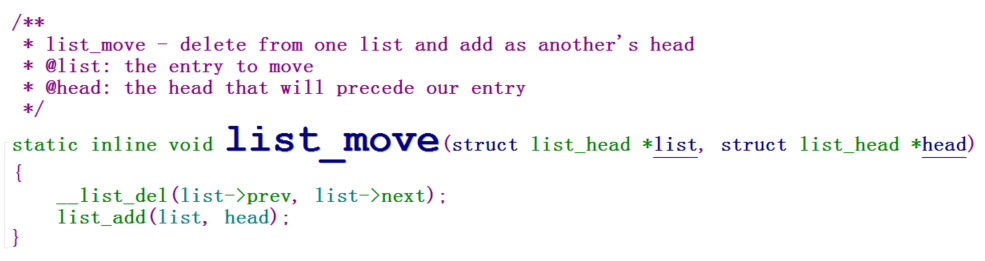 /**
 * list_move - delete from one list and add as another's head
 * @list: the entry to move
 * @head: the head that will precede our entry
 */
static inline void list_move(struct list_head *list, struct list_head *head)
{
    __list_del(list->prev, list->next);
    list_add(list, head);
}